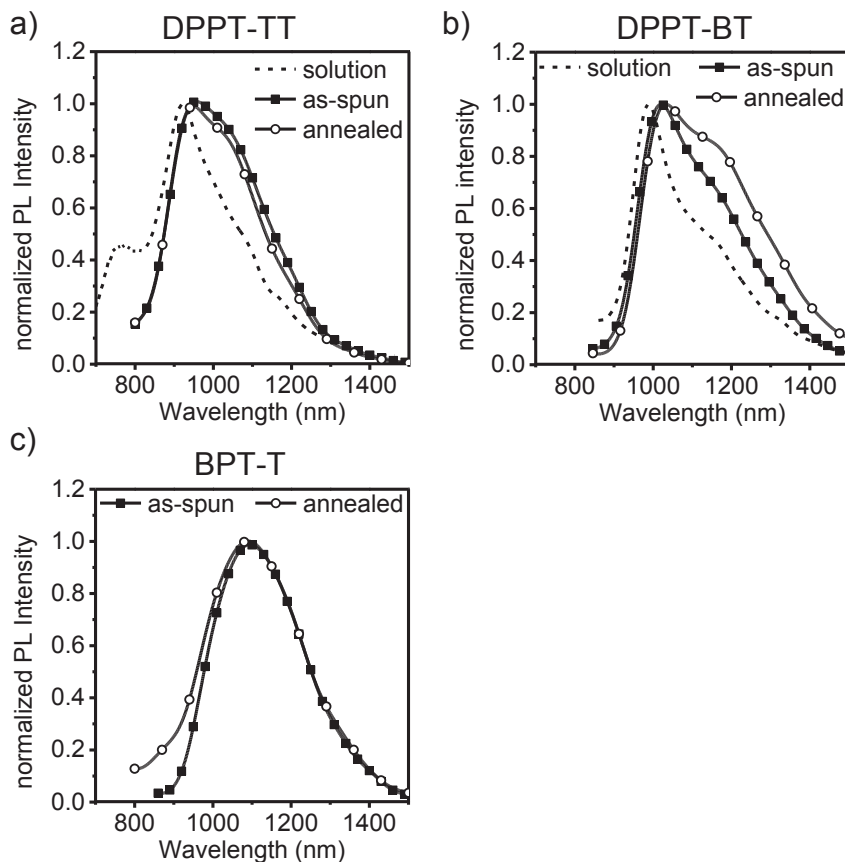 a)
DPPT-TT
1.2
1.0
0.8
0.6
0.4
0.2
0.0
normalized PL Intensity
solution
as-spun
annealed
800 1000 1200 1400
Wavelength (nm)
b)
DPPT-BT
1.2
1.0
0.8
0.6
0.4
0.2
0.0
normalized PL intensity
solution as-spun
annealed
800 1000 1200 1400
Wavelength (nm)
c)
BPT-T
1.2
1.0
0.8
0.6
0.4
0.2
0.0
normalized PL Intensity
as-spun annealed
800 1000 1200 1400
Wavelength (nm)